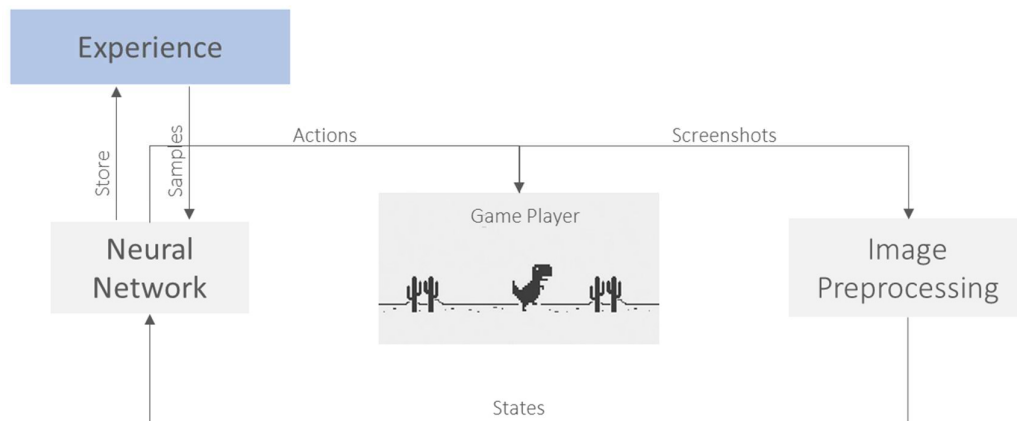 Experience
Store
Samples
Actions
Screenshots
Game Player
Neural
Network
Image
Preprocessing
States